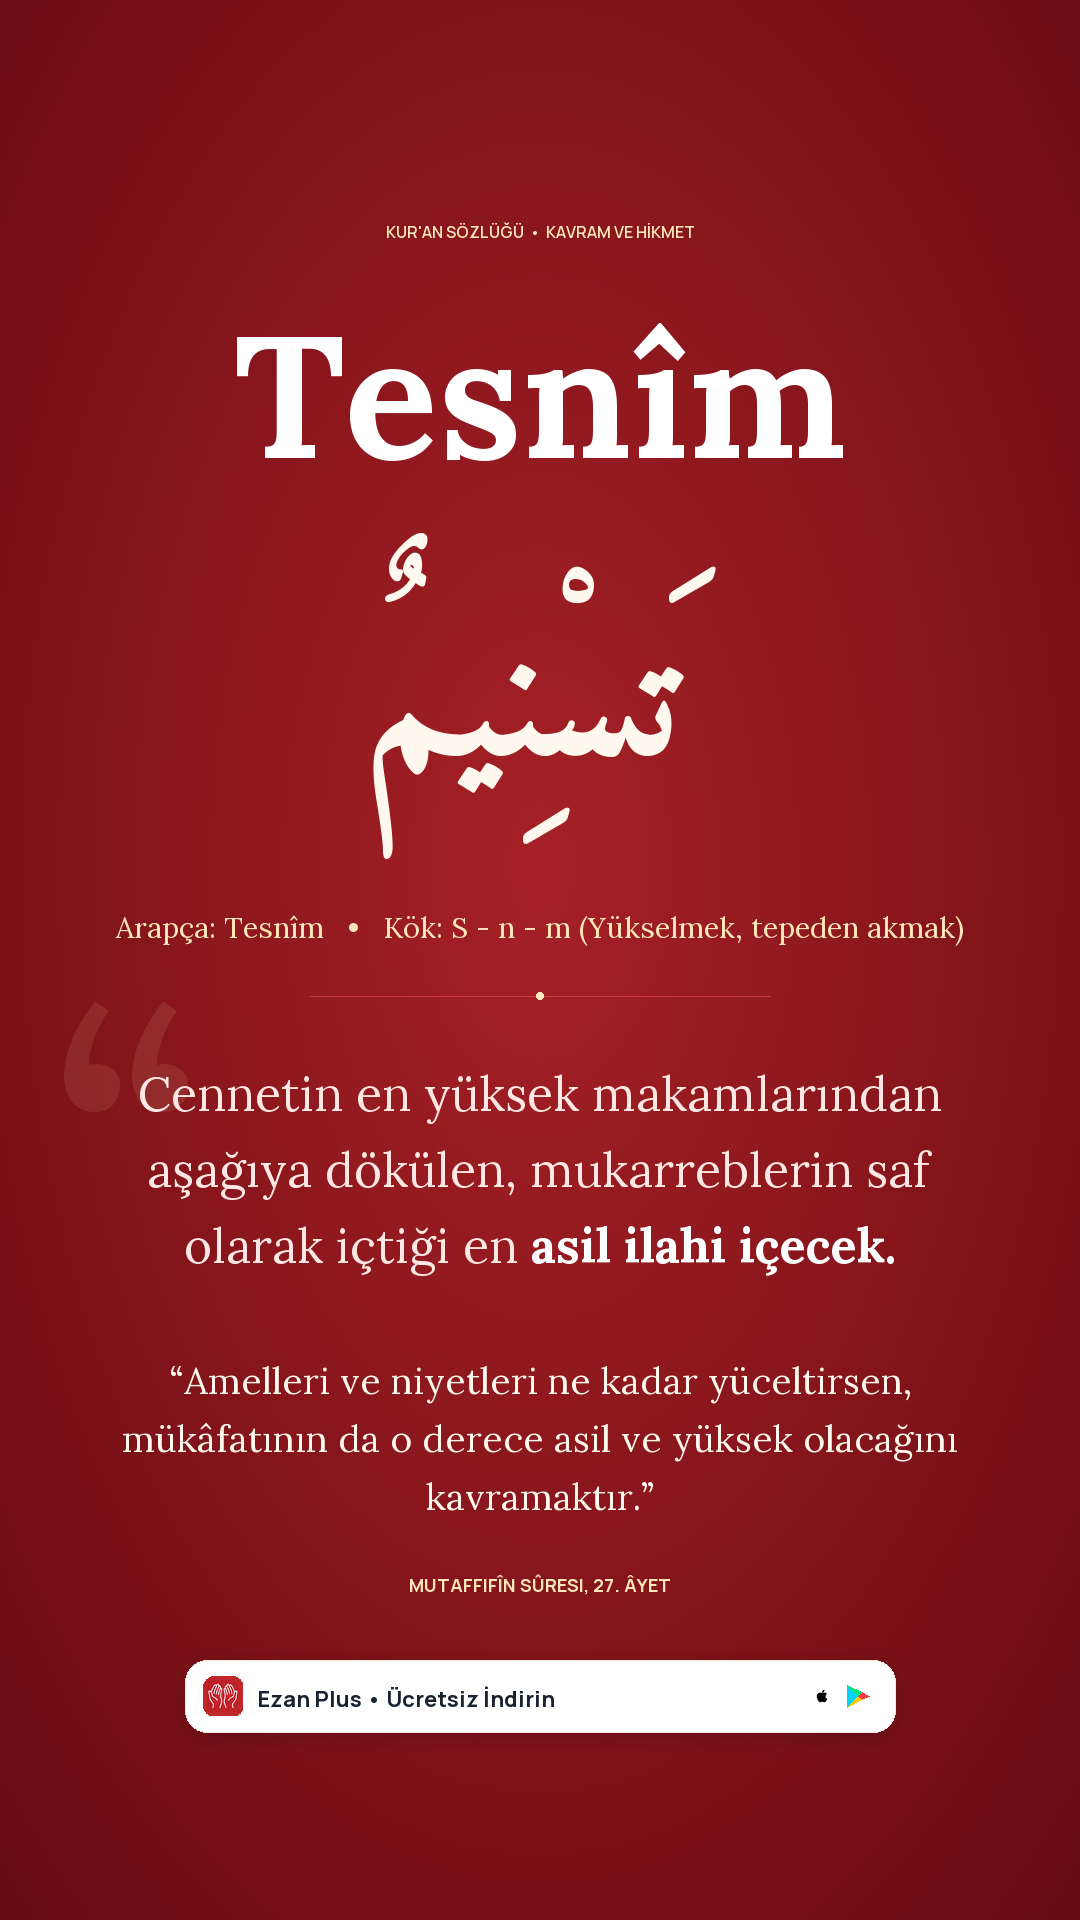 KUR'AN SÖZLÜĞÜ • KAVRAM VE HİKMET
Tesnîm
تَسْنِيمٌ
Arapça: Tesnîm • Kök: S - n - m (Yükselmek, tepeden akmak)
“
Cennetin en yüksek makamlarından
aşağıya dökülen, mukarreblerin saf
olarak içtiği en asil ilahi içecek.
“Amelleri ve niyetleri ne kadar yüceltirsen,
mükâfatının da o derece asil ve yüksek olacağını
kavramaktır.”
MUTAFFIFÎN SÛRESI, 27. ÂYET
Ezan Plus • Ücretsiz İndirin